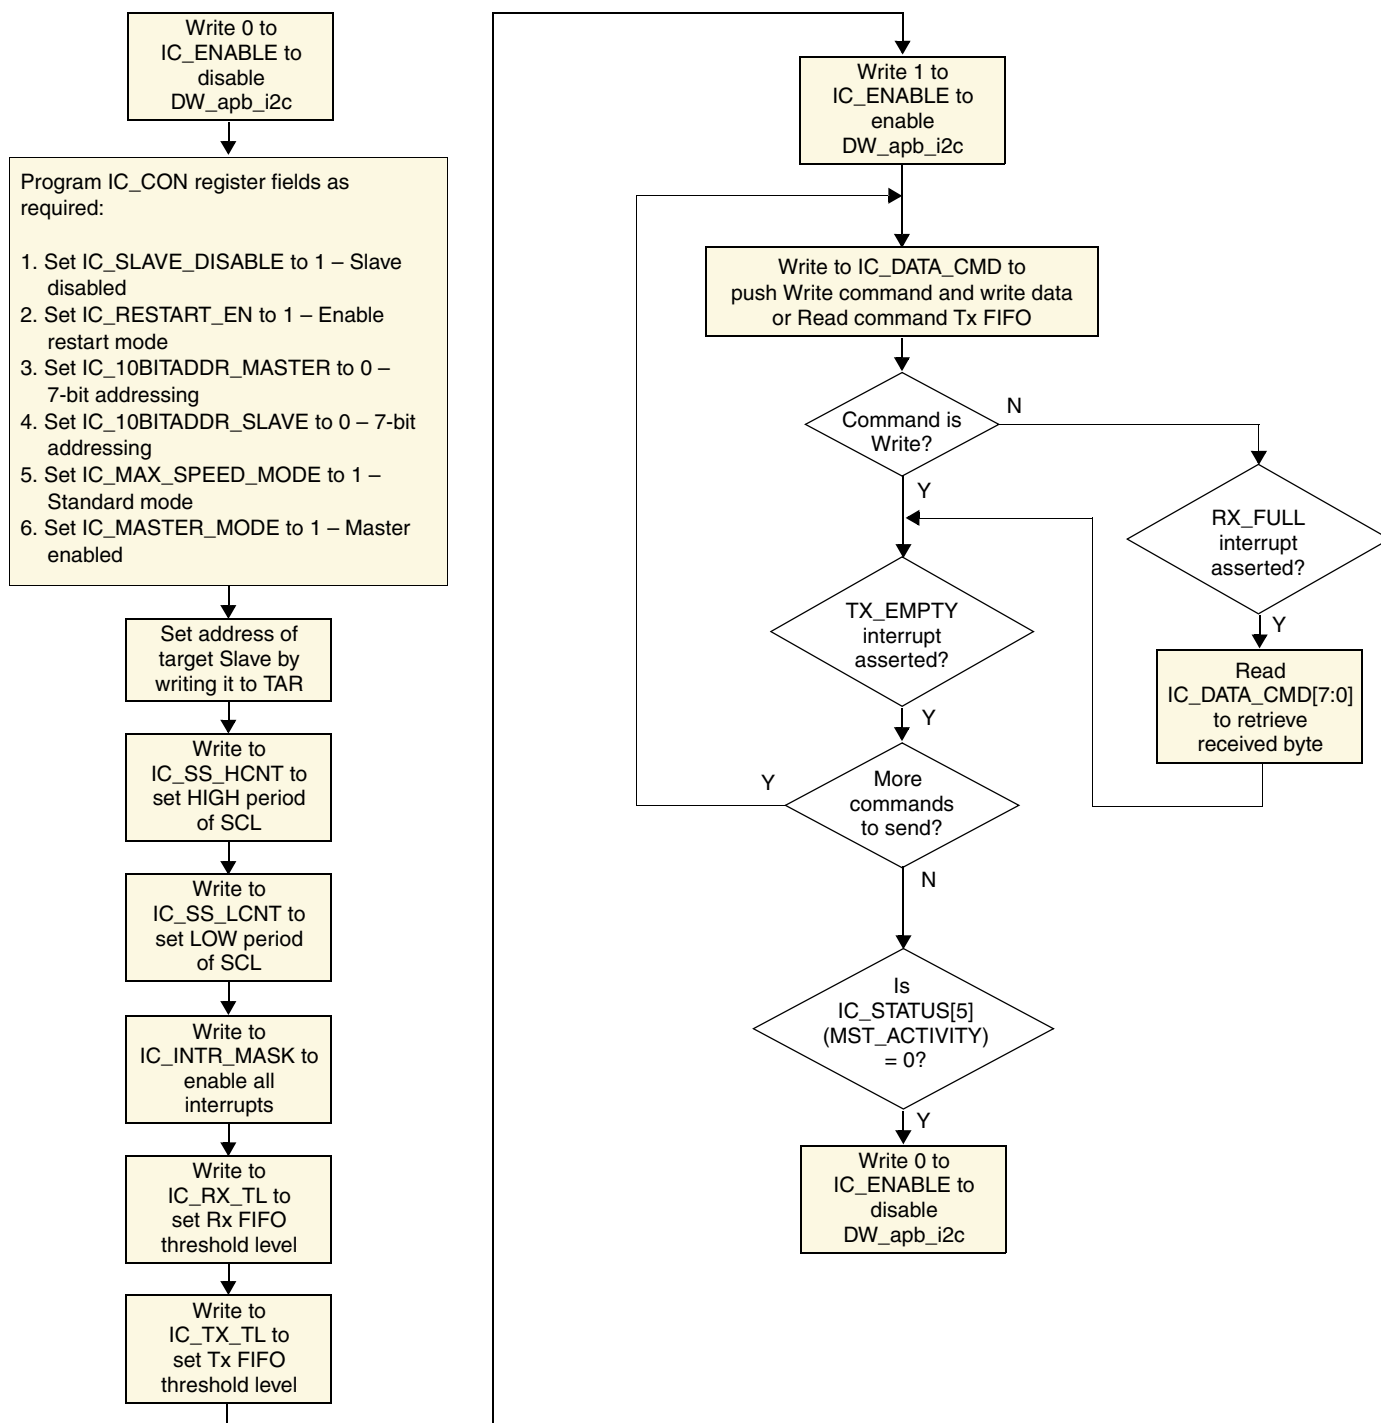 Write 0 to
IC_ENABLE to
disable
DW_apb_i2c
Program IC_CON register fields as
required:
1. Set IC_SLAVE_DISABLE to 1 – Slave
disabled
2. Set IC_RESTART_EN to 1 – Enable
restart mode
3. Set IC_10BITADDR_MASTER to 0 –
7-bit addressing
4. Set IC_10BITADDR_SLAVE to 0 – 7-bit
addressing
5. Set IC_MAX_SPEED_MODE to 1 –
Standard mode
6. Set IC_MASTER_MODE to 1 – Master
enabled
Set address of
target Slave by
writing it to TAR
Write to
IC_SS_HCNT to
set HIGH period
of SCL
Write to
IC_SS_LCNT to
set LOW period
of SCL
Write to
IC_INTR_MASK to
enable all
interrupts
Write to
IC_RX_TL to
set Rx FIFO
threshold level
Write to
IC_TX_TL to
set Tx FIFO
threshold level
Write 1 to
IC_ENABLE to
enable
DW_apb_i2c
Write to IC_DATA_CMD to
push Write command and write data
or Read command Tx FIFO
Command is
Write?
N
Y
RX_FULL
interrupt
asserted?
Y
Read
IC_DATA_CMD[7:0]
to retrieve
received byte
TX_EMPTY
interrupt
asserted?
Y
More
commands
to send?
Y
N
Is
IC_STATUS[5]
(MST_ACTIVITY)
= 0?
Y
Write 0 to
IC_ENABLE to
disable
DW_apb_i2c